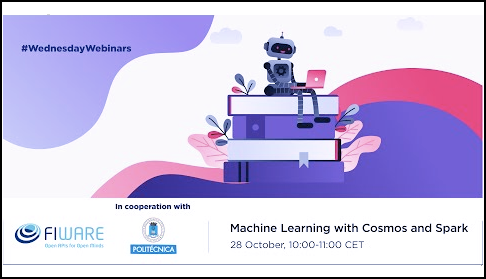 #WednesdayWebinars
In cooperation with
FIWARE
Open APIs for Open Minds
POLITÉCNICA
Machine Learning with Cosmos and Spark
28 October, 10:00-11:00 CET